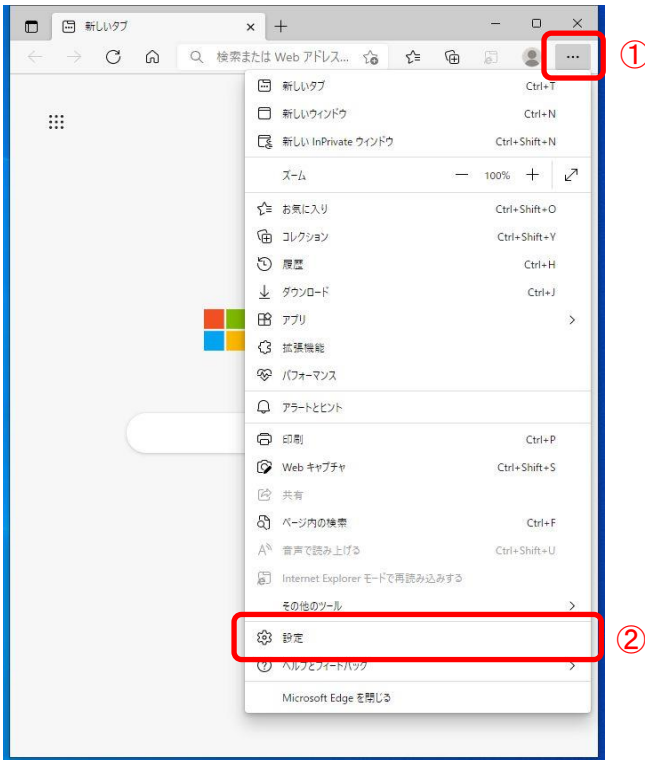 新しいタブ
検索または Web アドレス...
①
新しいタブ Ctrl+T
新しいウィンドウ Ctrl+N
新しい InPrivate ウィンドウ Ctrl+Shift+N
ズーム 100%
お気に入り Ctrl+Shift+O
コレクション Ctrl+Shift+Y
履歴 Ctrl+H
ダウンロード Ctrl+J
アプリ
拡張機能
パフォーマンス
アラートとヒント
印刷 Ctrl+P
Web キャプチャ Ctrl+Shift+S
共有
ページ内の検索 Ctrl+F
音声で読み上げる Ctrl+Shift+U
Internet Explorer モードで再読み込みする
その他のツール
設定
②
ヘルプとフィードバック
Microsoft Edge を閉じる